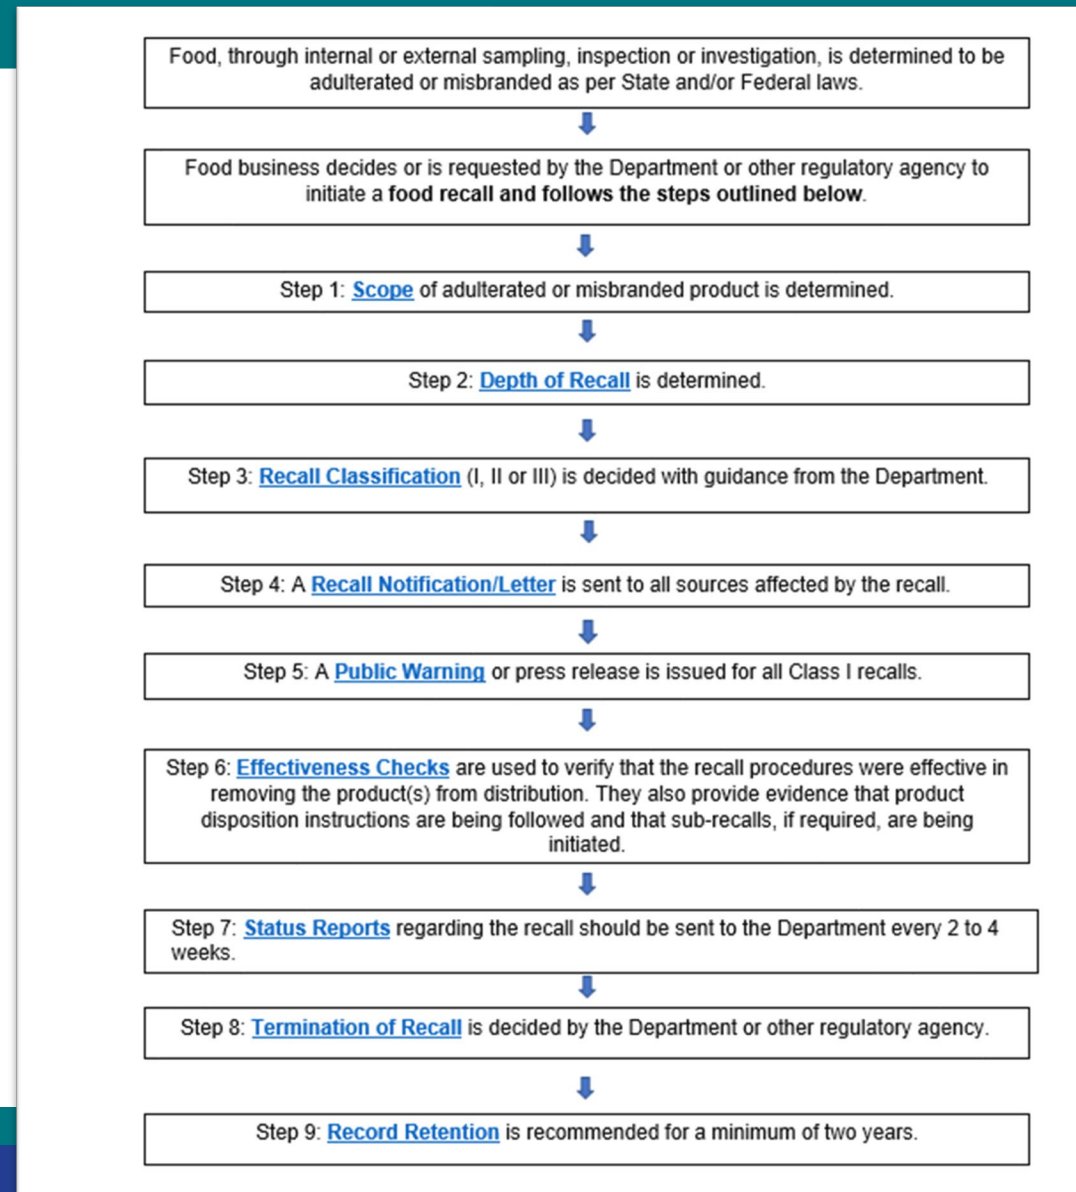 Food, through internal or external sampling, inspection or investigation, is determined to be
adulterated or misbranded as per State and/or Federal laws.
Food business decides or is requested by the Department or other regulatory agency to
initiate a food recall and follows the steps outlined below.
Step 1: Scope of adulterated or misbranded product is determined.
Step 2: Depth of Recall is determined.
Step 3: Recall Classification (I, II or III) is decided with guidance from the Department.
Step 4: A Recall Notification/Letter is sent to all sources affected by the recall.
Step 5: A Public Warning or press release is issued for all Class I recalls.
Step 6: Effectiveness Checks are used to verify that the recall procedures were effective in
removing the product(s) from distribution. They also provide evidence that product
disposition instructions are being followed and that sub-recalls, if required, are being
initiated.
Step 7: Status Reports regarding the recall should be sent to the Department every 2 to 4
weeks.
Step 8: Termination of Recall is decided by the Department or other regulatory agency.
Step 9: Record Retention is recommended for a minimum of two years.